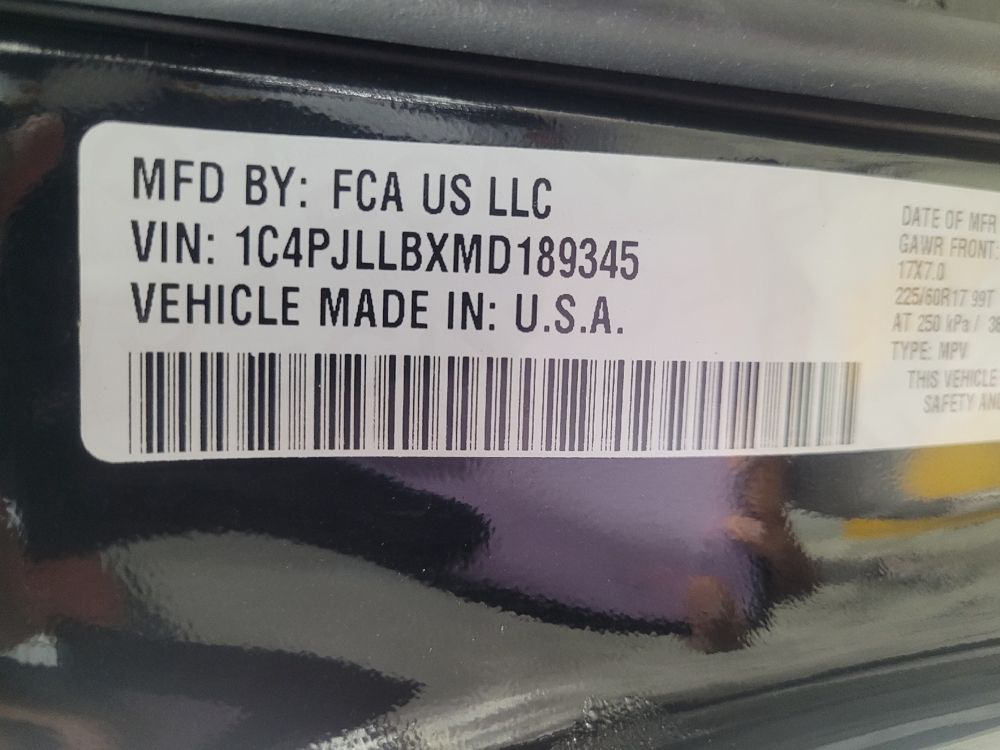 MFD BY: FCA US LLC
VIN: 1C4PJLLBXMD189345
VEHICLE MADE IN: U.S.A.
DATE OF MFR
GAWR FRONT:
17X7.0
225/60R17 99T
AT 250 kPa / 36
TYPE: MPV
THIS VEHICLE
SAFETY AND